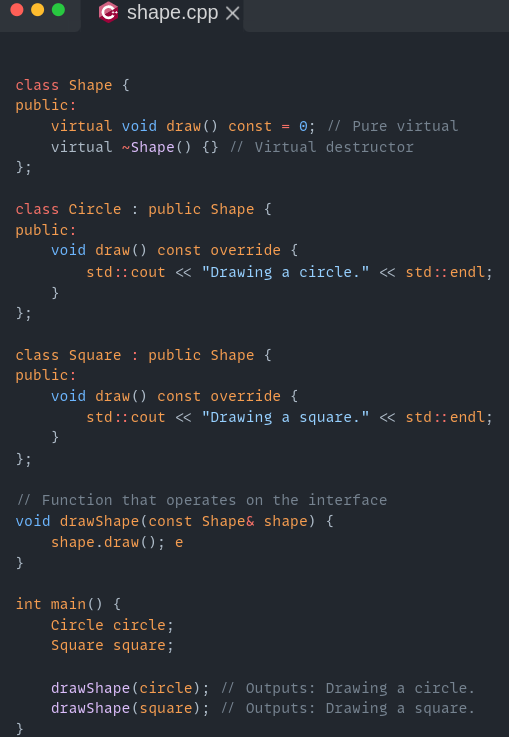 shape.cpp
class Shape {
public:
    virtual void draw() const = 0; // Pure virtual
    virtual ~Shape() {} // Virtual destructor
};
class Circle : public Shape {
public:
    void draw() const override {
        std::cout << "Drawing a circle." << std::endl;
    }
};
class Square : public Shape {
public:
    void draw() const override {
        std::cout << "Drawing a square." << std::endl;
    }
};
// Function that operates on the interface
void drawShape(const Shape& shape) {
    shape.draw(); e
}
int main() {
    Circle circle;
    Square square;
    drawShape(circle); // Outputs: Drawing a circle.
    drawShape(square); // Outputs: Drawing a square.
}